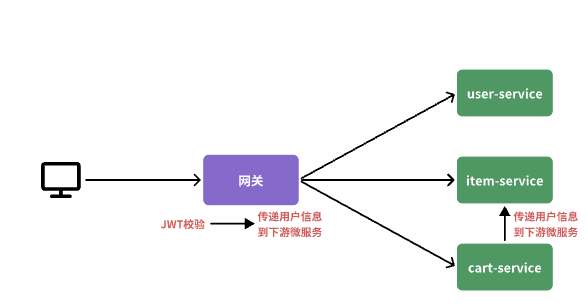 user-service
网关
item-service
JWT校验
传递用户信息
到下游微服务
传递用户信息
到下游微服务
cart-service